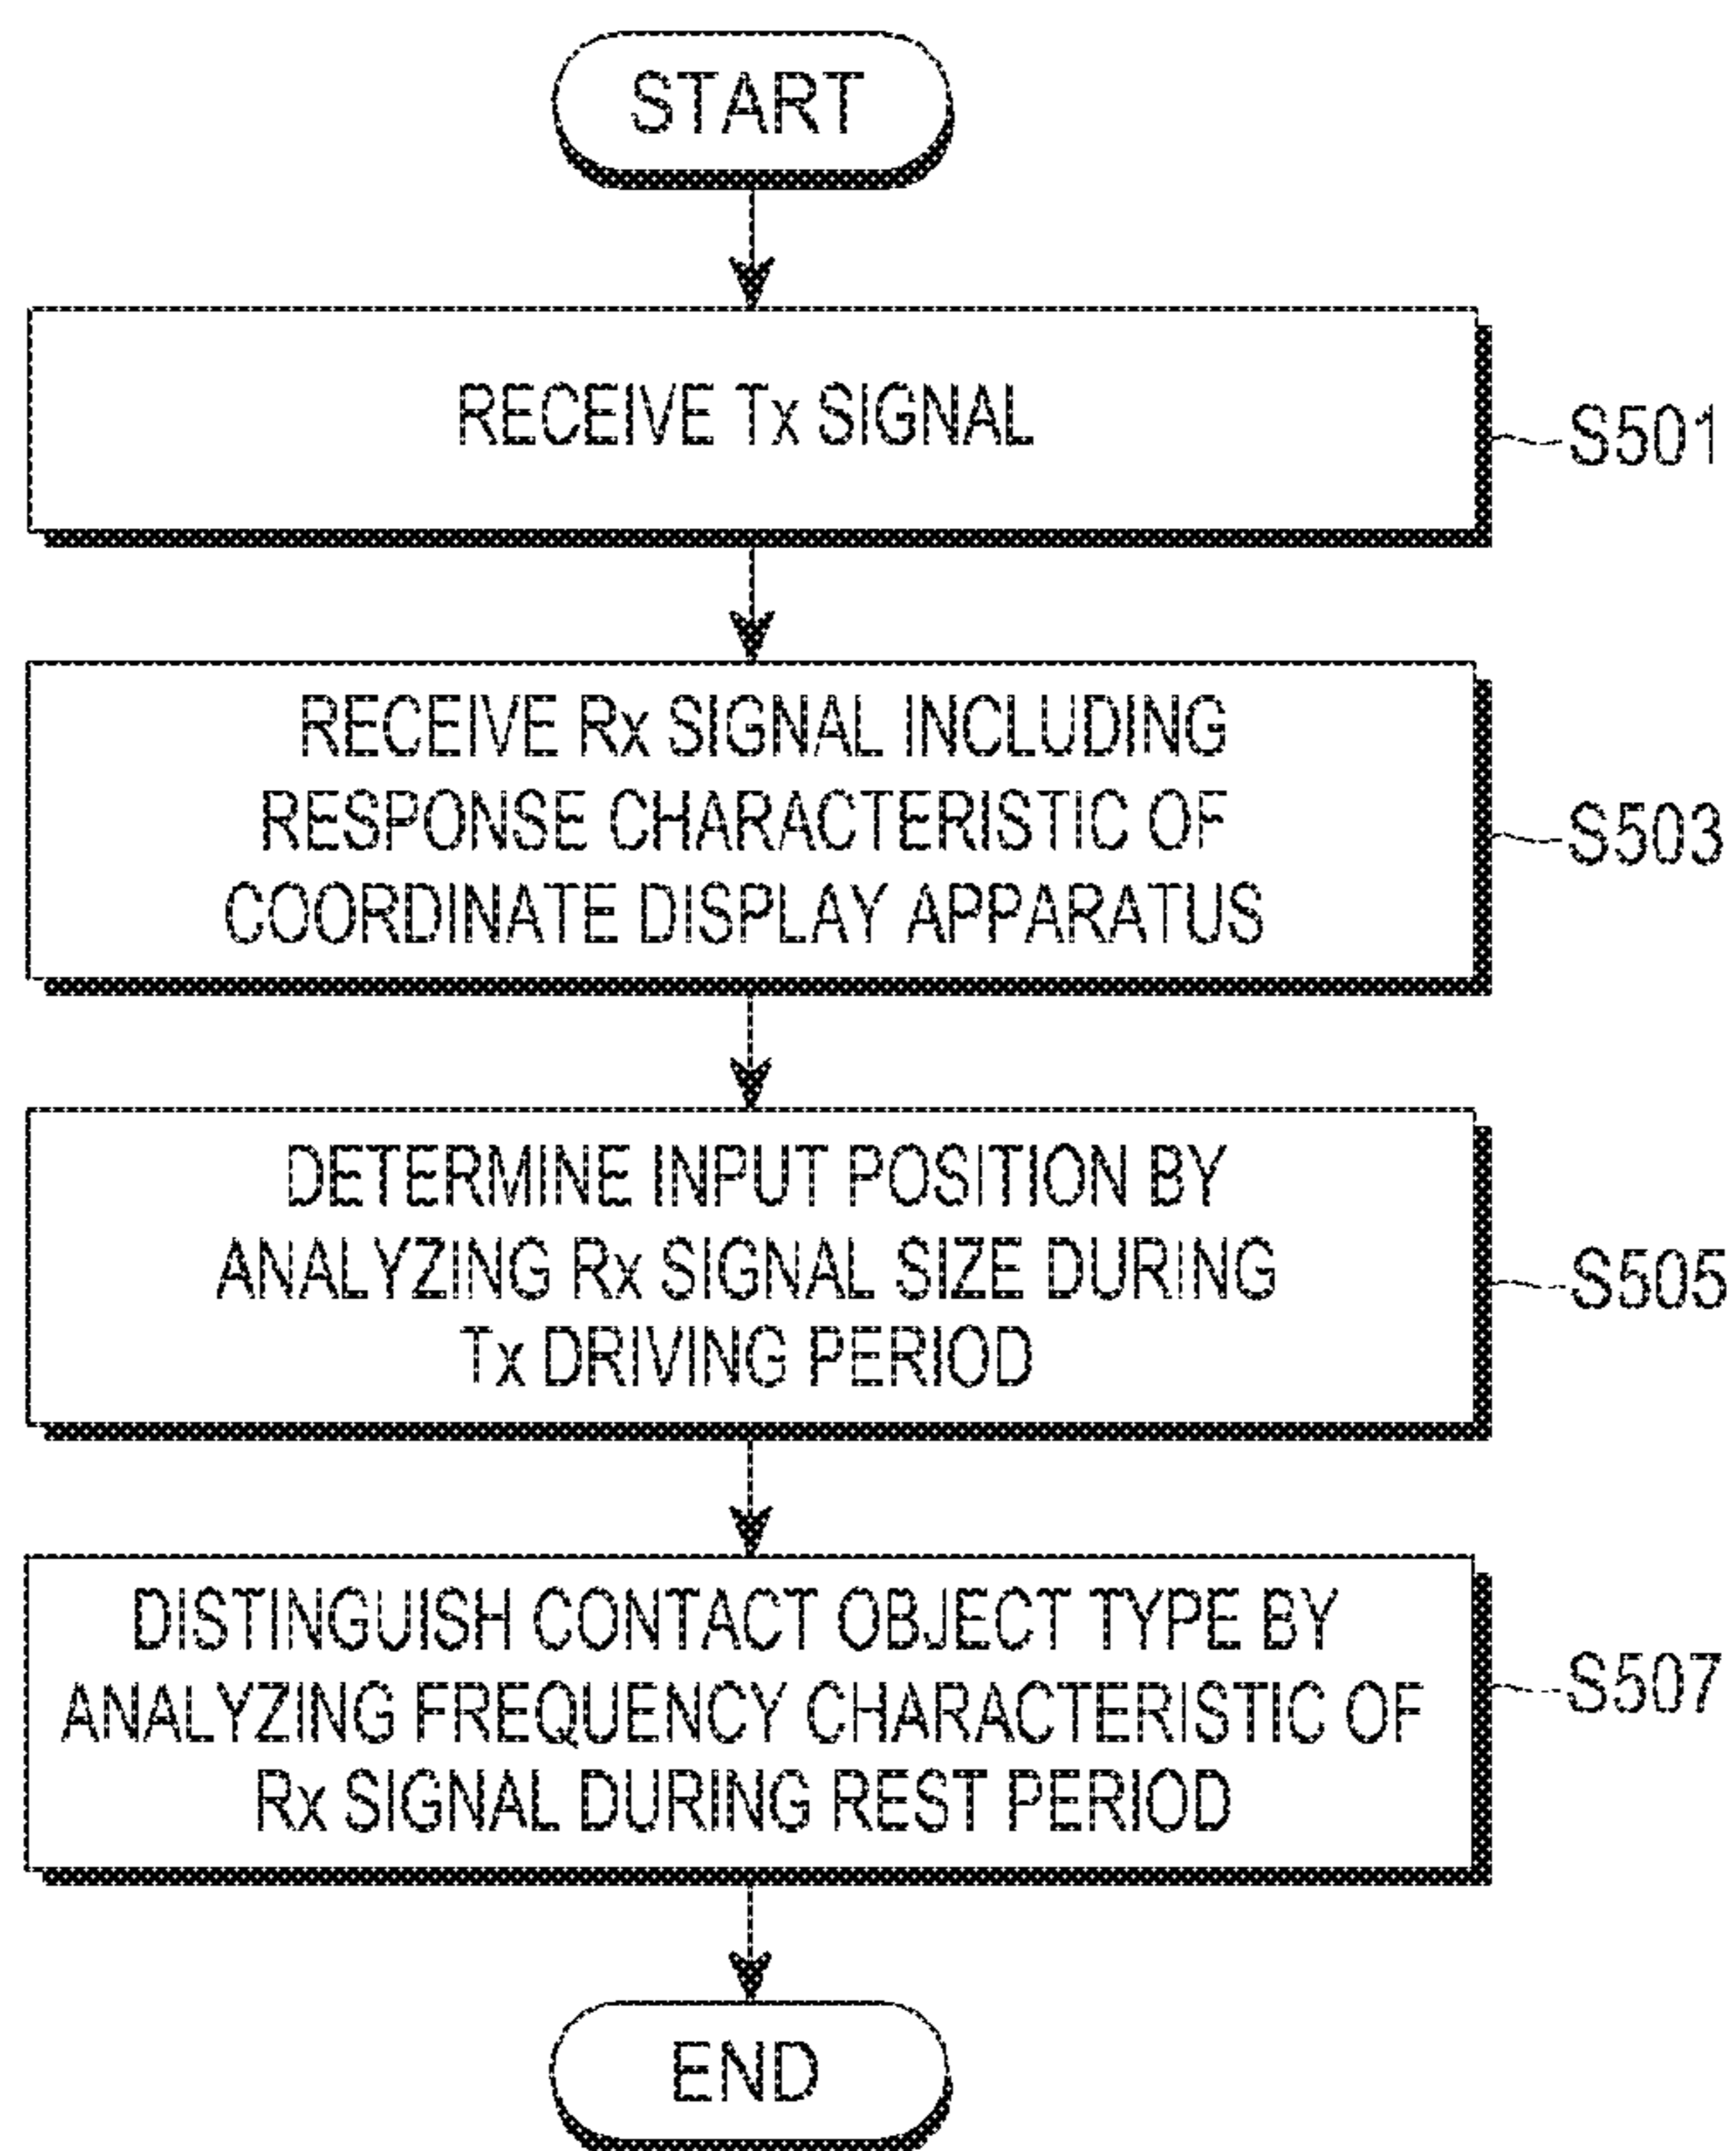 START
RECEIVE Tx SIGNAL
S501
RECEIVE Rx SIGNAL INCLUDING
RESPONSE CHARACTERISTIC OF
COORDINATE DISPLAY APPARATUS
S503
DETERMINE INPUT POSITION BY
ANALYZING Rx SIGNAL SIZE DURING
Tx DRIVING PERIOD
S505
DISTINGUISH CONTACT OBJECT TYPE BY
ANALYZING FREQUENCY CHARACTERISTIC OF
Rx SIGNAL DURING REST PERIOD
S507
END